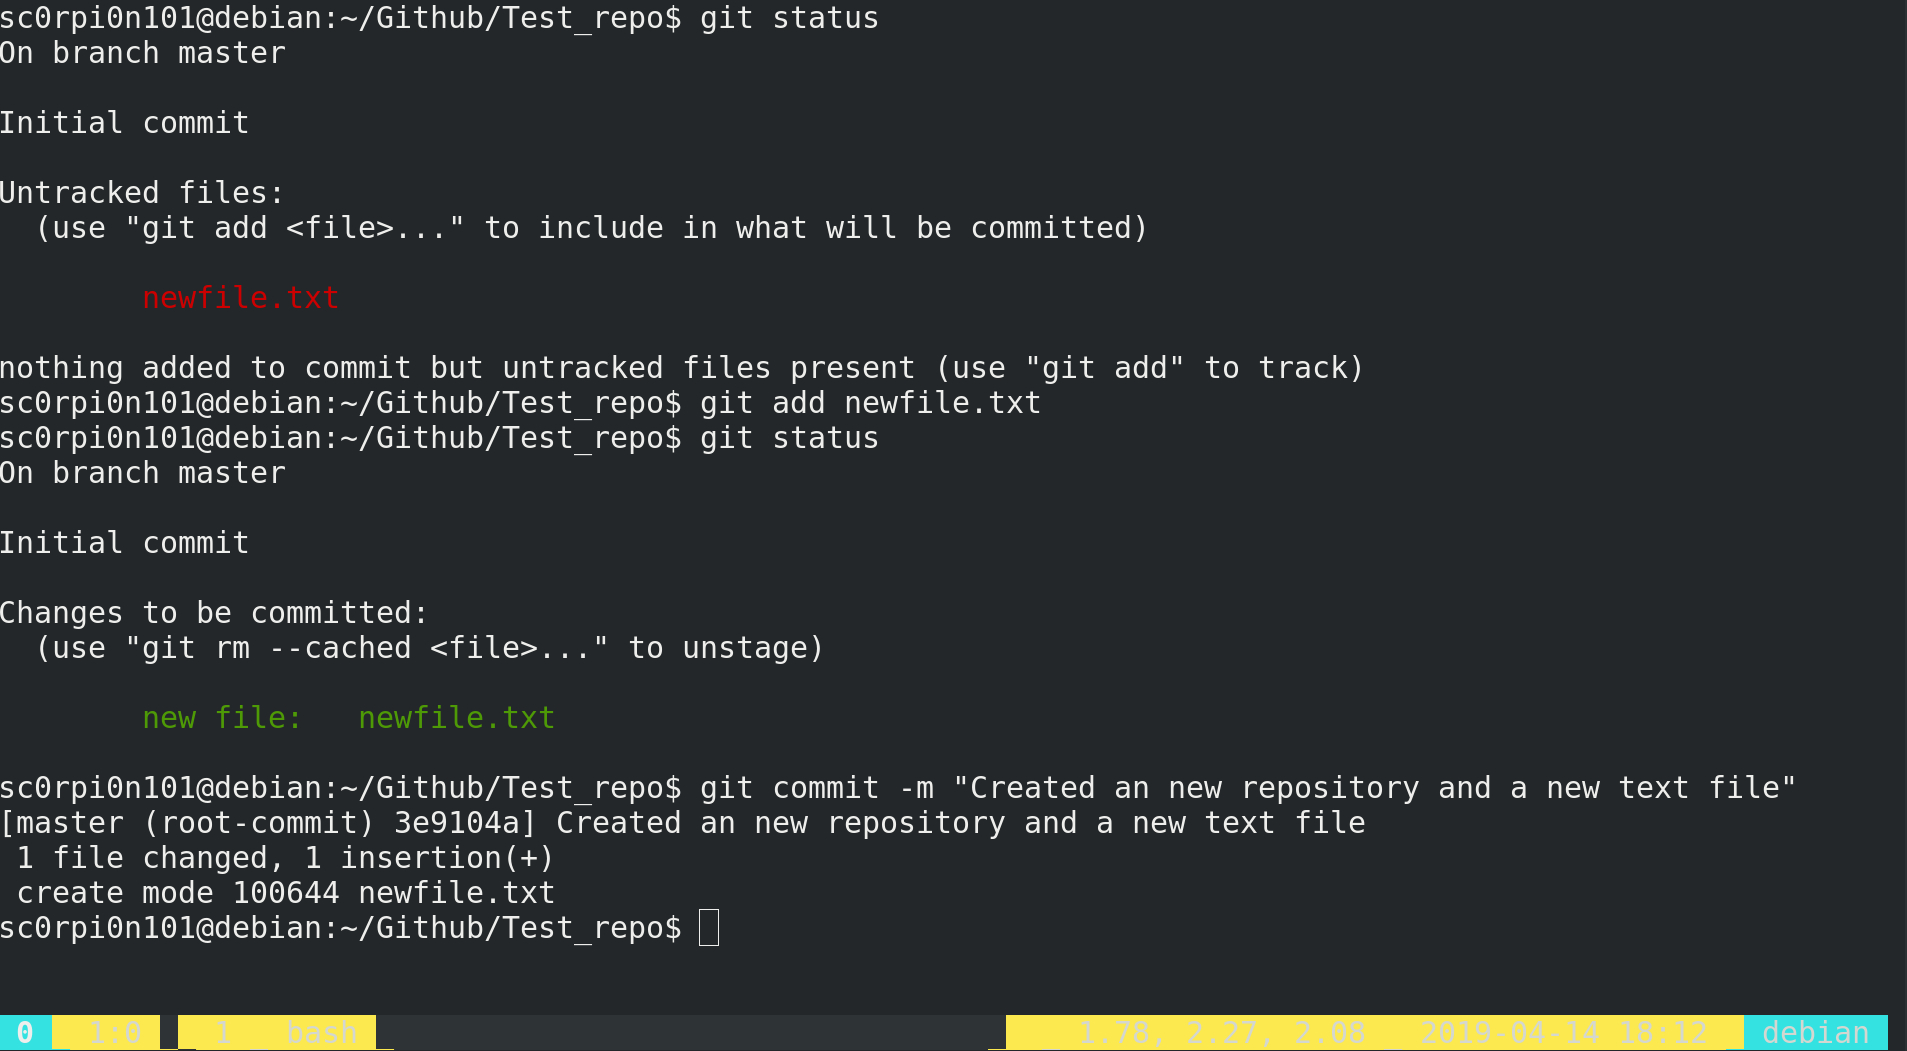 sc0rpi0n101@debian:~/Github/Test_repo$ git status
On branch master
Initial commit
Untracked files:
  (use "git add <file>..." to include in what will be committed)
        newfile.txt
nothing added to commit but untracked files present (use "git add" to track)
sc0rpi0n101@debian:~/Github/Test_repo$ git add newfile.txt
sc0rpi0n101@debian:~/Github/Test_repo$ git status
On branch master
Initial commit
Changes to be committed:
  (use "git rm --cached <file>..." to unstage)
        new file:   newfile.txt
sc0rpi0n101@debian:~/Github/Test_repo$ git commit -m "Created an new repository and a new text file"
[master (root-commit) 3e9104a] Created an new repository and a new text file
 1 file changed, 1 insertion(+)
 create mode 100644 newfile.txt
sc0rpi0n101@debian:~/Github/Test_repo$
0 1:0 1 bash 1.78, 2.27, 2.08 2019-04-14 18:12 debian